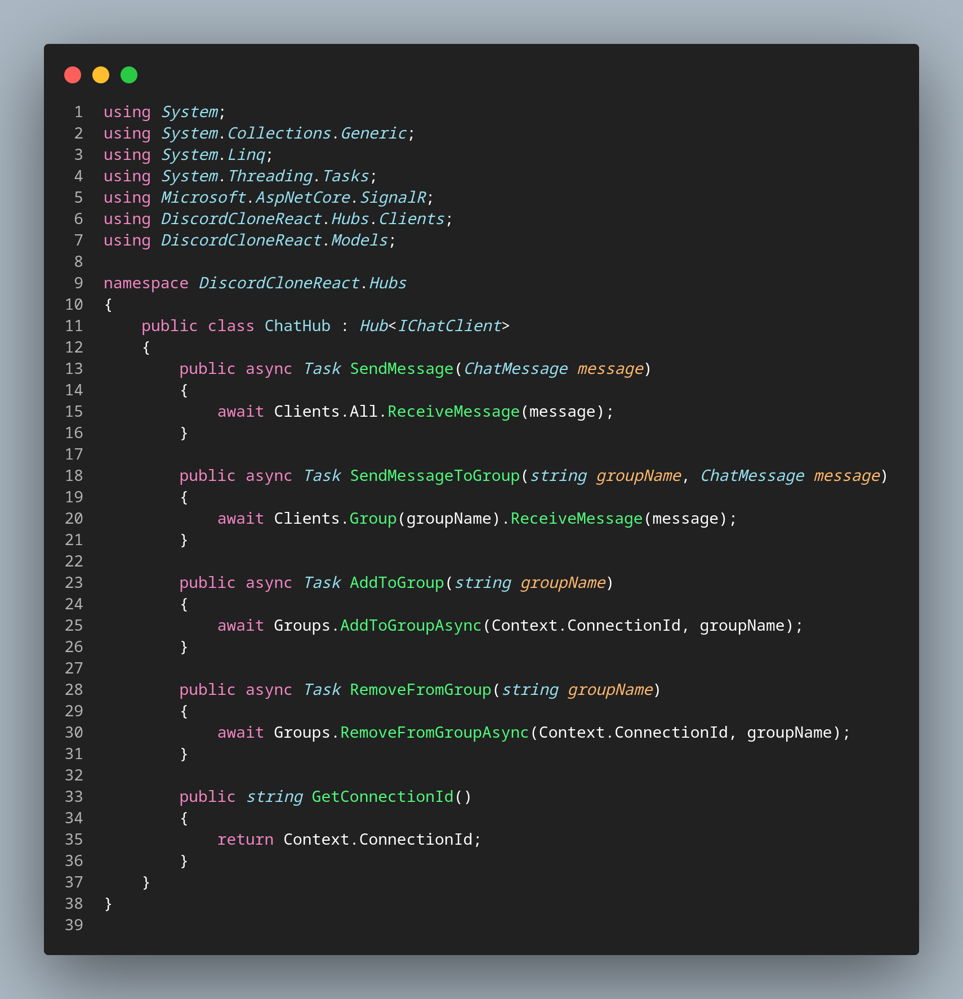 1 using System;
2 using System.Collections.Generic;
3 using System.Linq;
4 using System.Threading.Tasks;
5 using Microsoft.AspNetCore.SignalR;
6 using DiscordCloneReact.Hubs.Clients;
7 using DiscordCloneReact.Models;
8
9 namespace DiscordCloneReact.Hubs
10 {
11     public class ChatHub : Hub<IChatClient>
12     {
13         public async Task SendMessage(ChatMessage message)
14         {
15             await Clients.All.ReceiveMessage(message);
16         }
17
18         public async Task SendMessageToGroup(string groupName, ChatMessage message)
19         {
20             await Clients.Group(groupName).ReceiveMessage(message);
21         }
22
23         public async Task AddToGroup(string groupName)
24         {
25             await Groups.AddToGroupAsync(Context.ConnectionId, groupName);
26         }
27
28         public async Task RemoveFromGroup(string groupName)
29         {
30             await Groups.RemoveFromGroupAsync(Context.ConnectionId, groupName);
31         }
32
33         public string GetConnectionId()
34         {
35             return Context.ConnectionId;
36         }
37     }
38 }
39